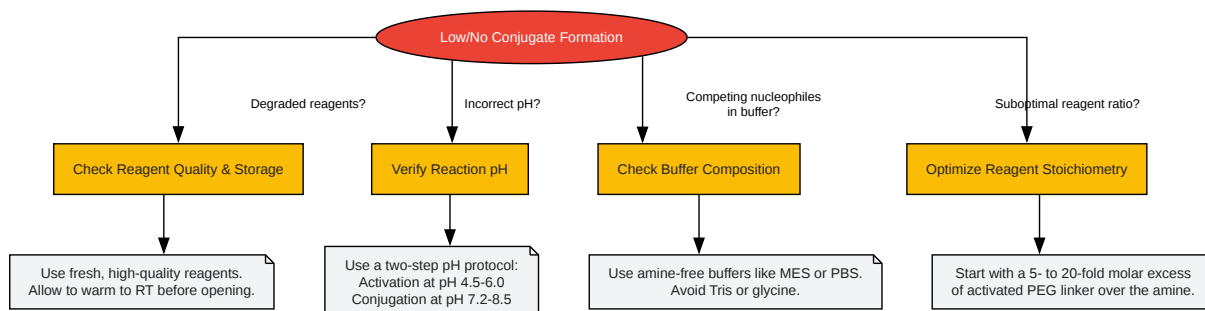 Low/No Conjugate Formation
Degraded reagents?
Incorrect pH?
Competing nucleophiles
in buffer?
Suboptimal reagent ratio?
Check Reagent Quality & Storage
Verify Reaction pH
Check Buffer Composition
Optimize Reagent Stoichiometry
Use fresh, high-quality reagents.
Allow to warm to RT before opening.
Use a two-step pH protocol:
Activation at pH 4.5-6.0
Conjugation at pH 7.2-8.5
Use amine-free buffers like MES or PBS.
Avoid Tris or glycine.
Start with a 5- to 20-fold molar excess
of activated PEG linker over the amine.